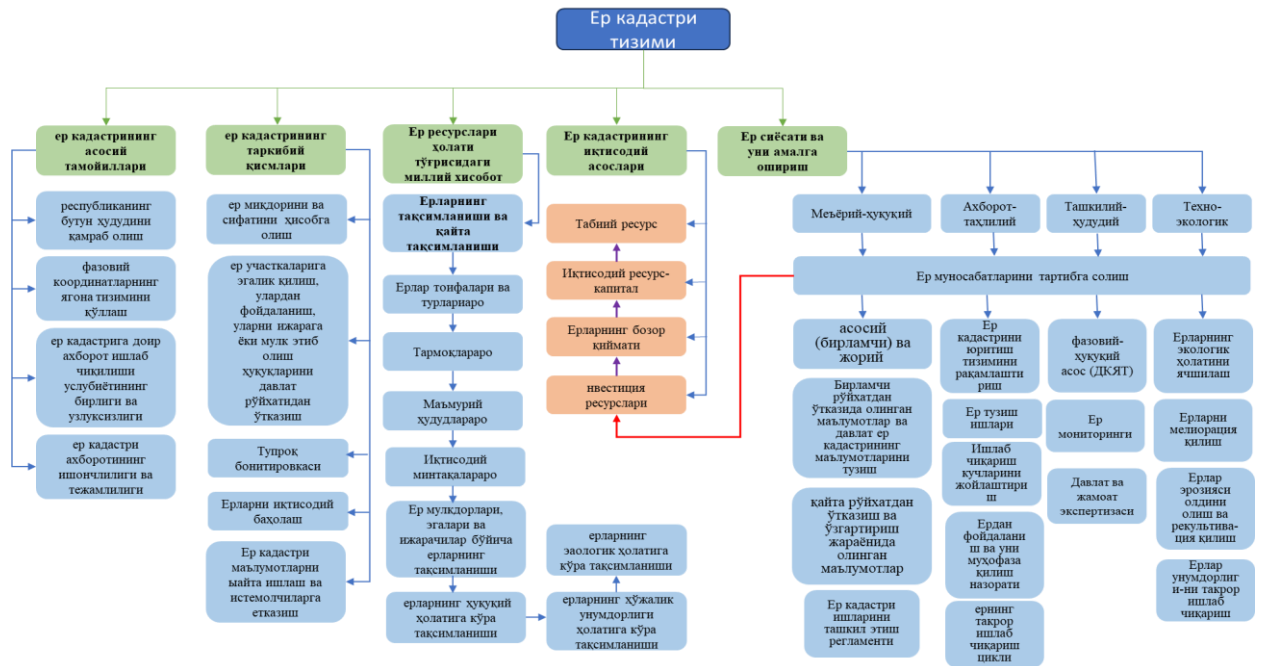 Ер кадастри
тизими
ер кадастрининг
асосий
тамойиллари
республиканинг
бутун ҳудудини
қамраб олиш
фазовий
координатларнинг
ягона тизимини
қўллаш
ер кадастрига доир
ахборот ишлаб
чиқилиши
услубиётининг
бирлиги ва
узлуксизлиги
ер кадастри
ахборотининг
ишончлилиги ва
тежамлилиги
ер кадастрининг
таркибий
қисмлари
ер миқдорини ва
сифатини ҳисобга
олиш
ер участкаларига
эгалик қилиш,
улардан
фойдаланиш,
уларни ижарага
ёки мулк этиб
олиш
ҳуқуқларини
давлат
рўйхатидан
ўтказиш
Тупроқ
бонитировкаси
Ерларни иқтисодий
баҳолаш
Ер кадастри
маълумотларни
ыайта ишлаш ва
истемолчиларга
етказиш
Ер ресурслари
ҳолати
тўғрисидаги
миллий хисобот
Ерларнинг
тақсимланиши ва
қайта
тақсимланиши
Ерлар тоифалари ва
турлариаро
Тармоқлараро
Маъмурий
ҳудудлараро
Иқтисодий
минтақалараро
Ер мулкдорлари,
эгалари ва
ижарачилар бўйича
ерларнинг
тақсимланиши
ерларнинг ҳуқуқий
ҳолатига кўра
тақсимланиши
ерларнинг
эаологик ҳолатига
кўра тақсимланиши
ерларнинг ҳўжалик
унумдорлиги
ҳолатига кўра
тақсимланиши
Ер кадастрининг
иқтисодий
асослари
Табиий ресурс
Иқтисодий ресурс-
капитал
Ерларнинг бозор
қиймати
нвестиция
ресурслари
Ер сиёсати ва
уни амалга
ошириш
Меъёрий-ҳуқуқий
Ахборот-
таҳлилий
Ташкилий-
ҳудудий
Техно-
экологик
Ер муносабатларини тартибга солиш
асосий
(бирламчи) ва
жорий
Бирламчи
рўйхатдан
ўтказида олинган
маълумотлар ва
давлат ер
кадастрининг
маълумотларини
тузиш
қайта рўйхатдан
ўтказиш ва
ўзгартириш
жараёнида
олинган
маълумотлар
Ер кадастри
ишларини
ташкил этиш
регламенти
Ер
кадастрини
юритиш
тизимини
рақамлашти
риш
Ер тузиш
ишлари
Ишлаб
чиқариш
кучларини
жойлаштири
ш
Ердан
фойдалани
ш ва уни
муҳофаза
қилиш
назорати
ернинг
такрор
ишлаб
чиқариш
цикли
фазовий-
ҳуқуқий
асос (ДКЯТ)
Ер
мониторинги
Давлат ва
жамоат
экспертизаси
Ерларнинг
экологик
ҳолатини
ячшилаш
Ерларни
мелиорация
қилиш
Ерлар
эрозияси
олдини
олиш ва
рекультива-
ция қилиш
Ерлар
унумдорлиг
и-ни такрор
ишлаб
чиқариш